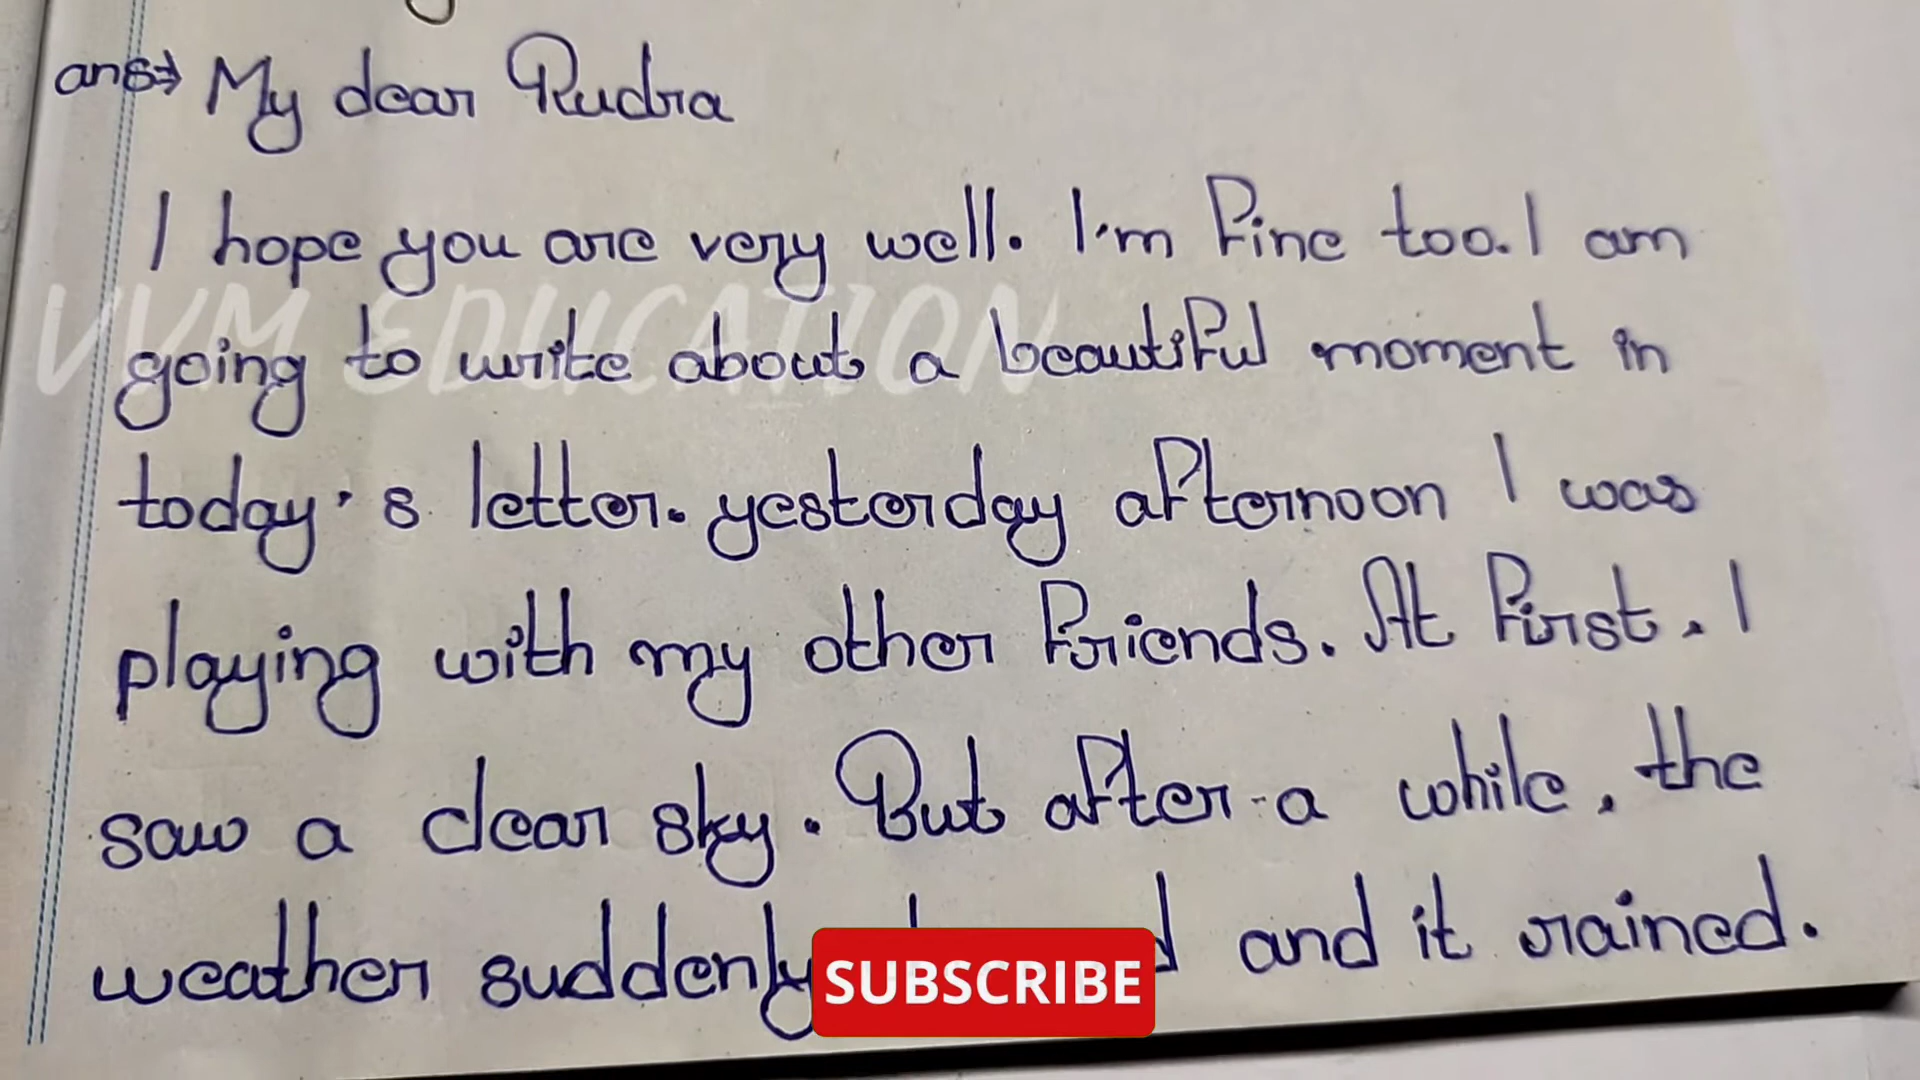 ans⇒ My dear Rudra
I hope you are very well. I'm fine too. I am
VVM EDUCATION
going to write about a beautiful moment in
today's letter. yesterday afternoon I was
playing with my other friends. At first, I
saw a clear sky. But after a while, the
weather suddenly and it rained.
SUBSCRIBE